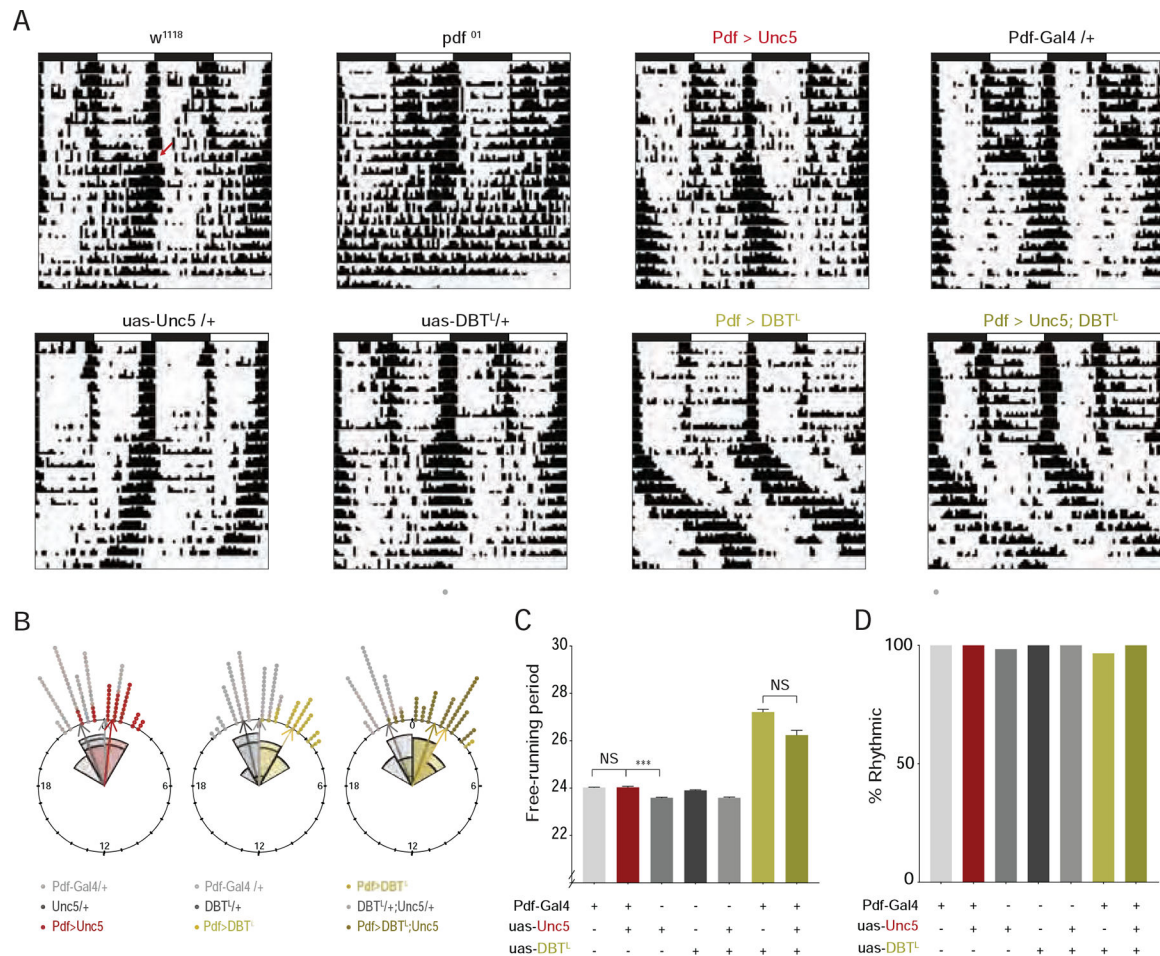 A
w1118 pdf 01 Pdf > Unc5 Pdf-Gal4 /+
uas-Unc5 /+ uas-DBTL/+ Pdf > DBTL Pdf > Unc5; DBTL
B
0
18 6 18 6 18 6
12 12 12
Pdf-Gal4/+ Pdf-Gal4 /+ Pdf>DBTL
Unc5/+ DBTL/+ DBTL/+;Unc5/+
Pdf>Unc5 Pdf>DBTL Pdf>DBTL;Unc5
C
Free-running period
30
28
26
24
22
NS
***
NS
Pdf-Gal4 + + - - - + +
uas-Unc5 - + + - + - +
uas-DBTL - - - + + + +
D
% Rhythmic
100
50
0
Pdf-Gal4 + + - - - + +
uas-Unc5 - + + - + - +
uas-DBTL - - - + + + +